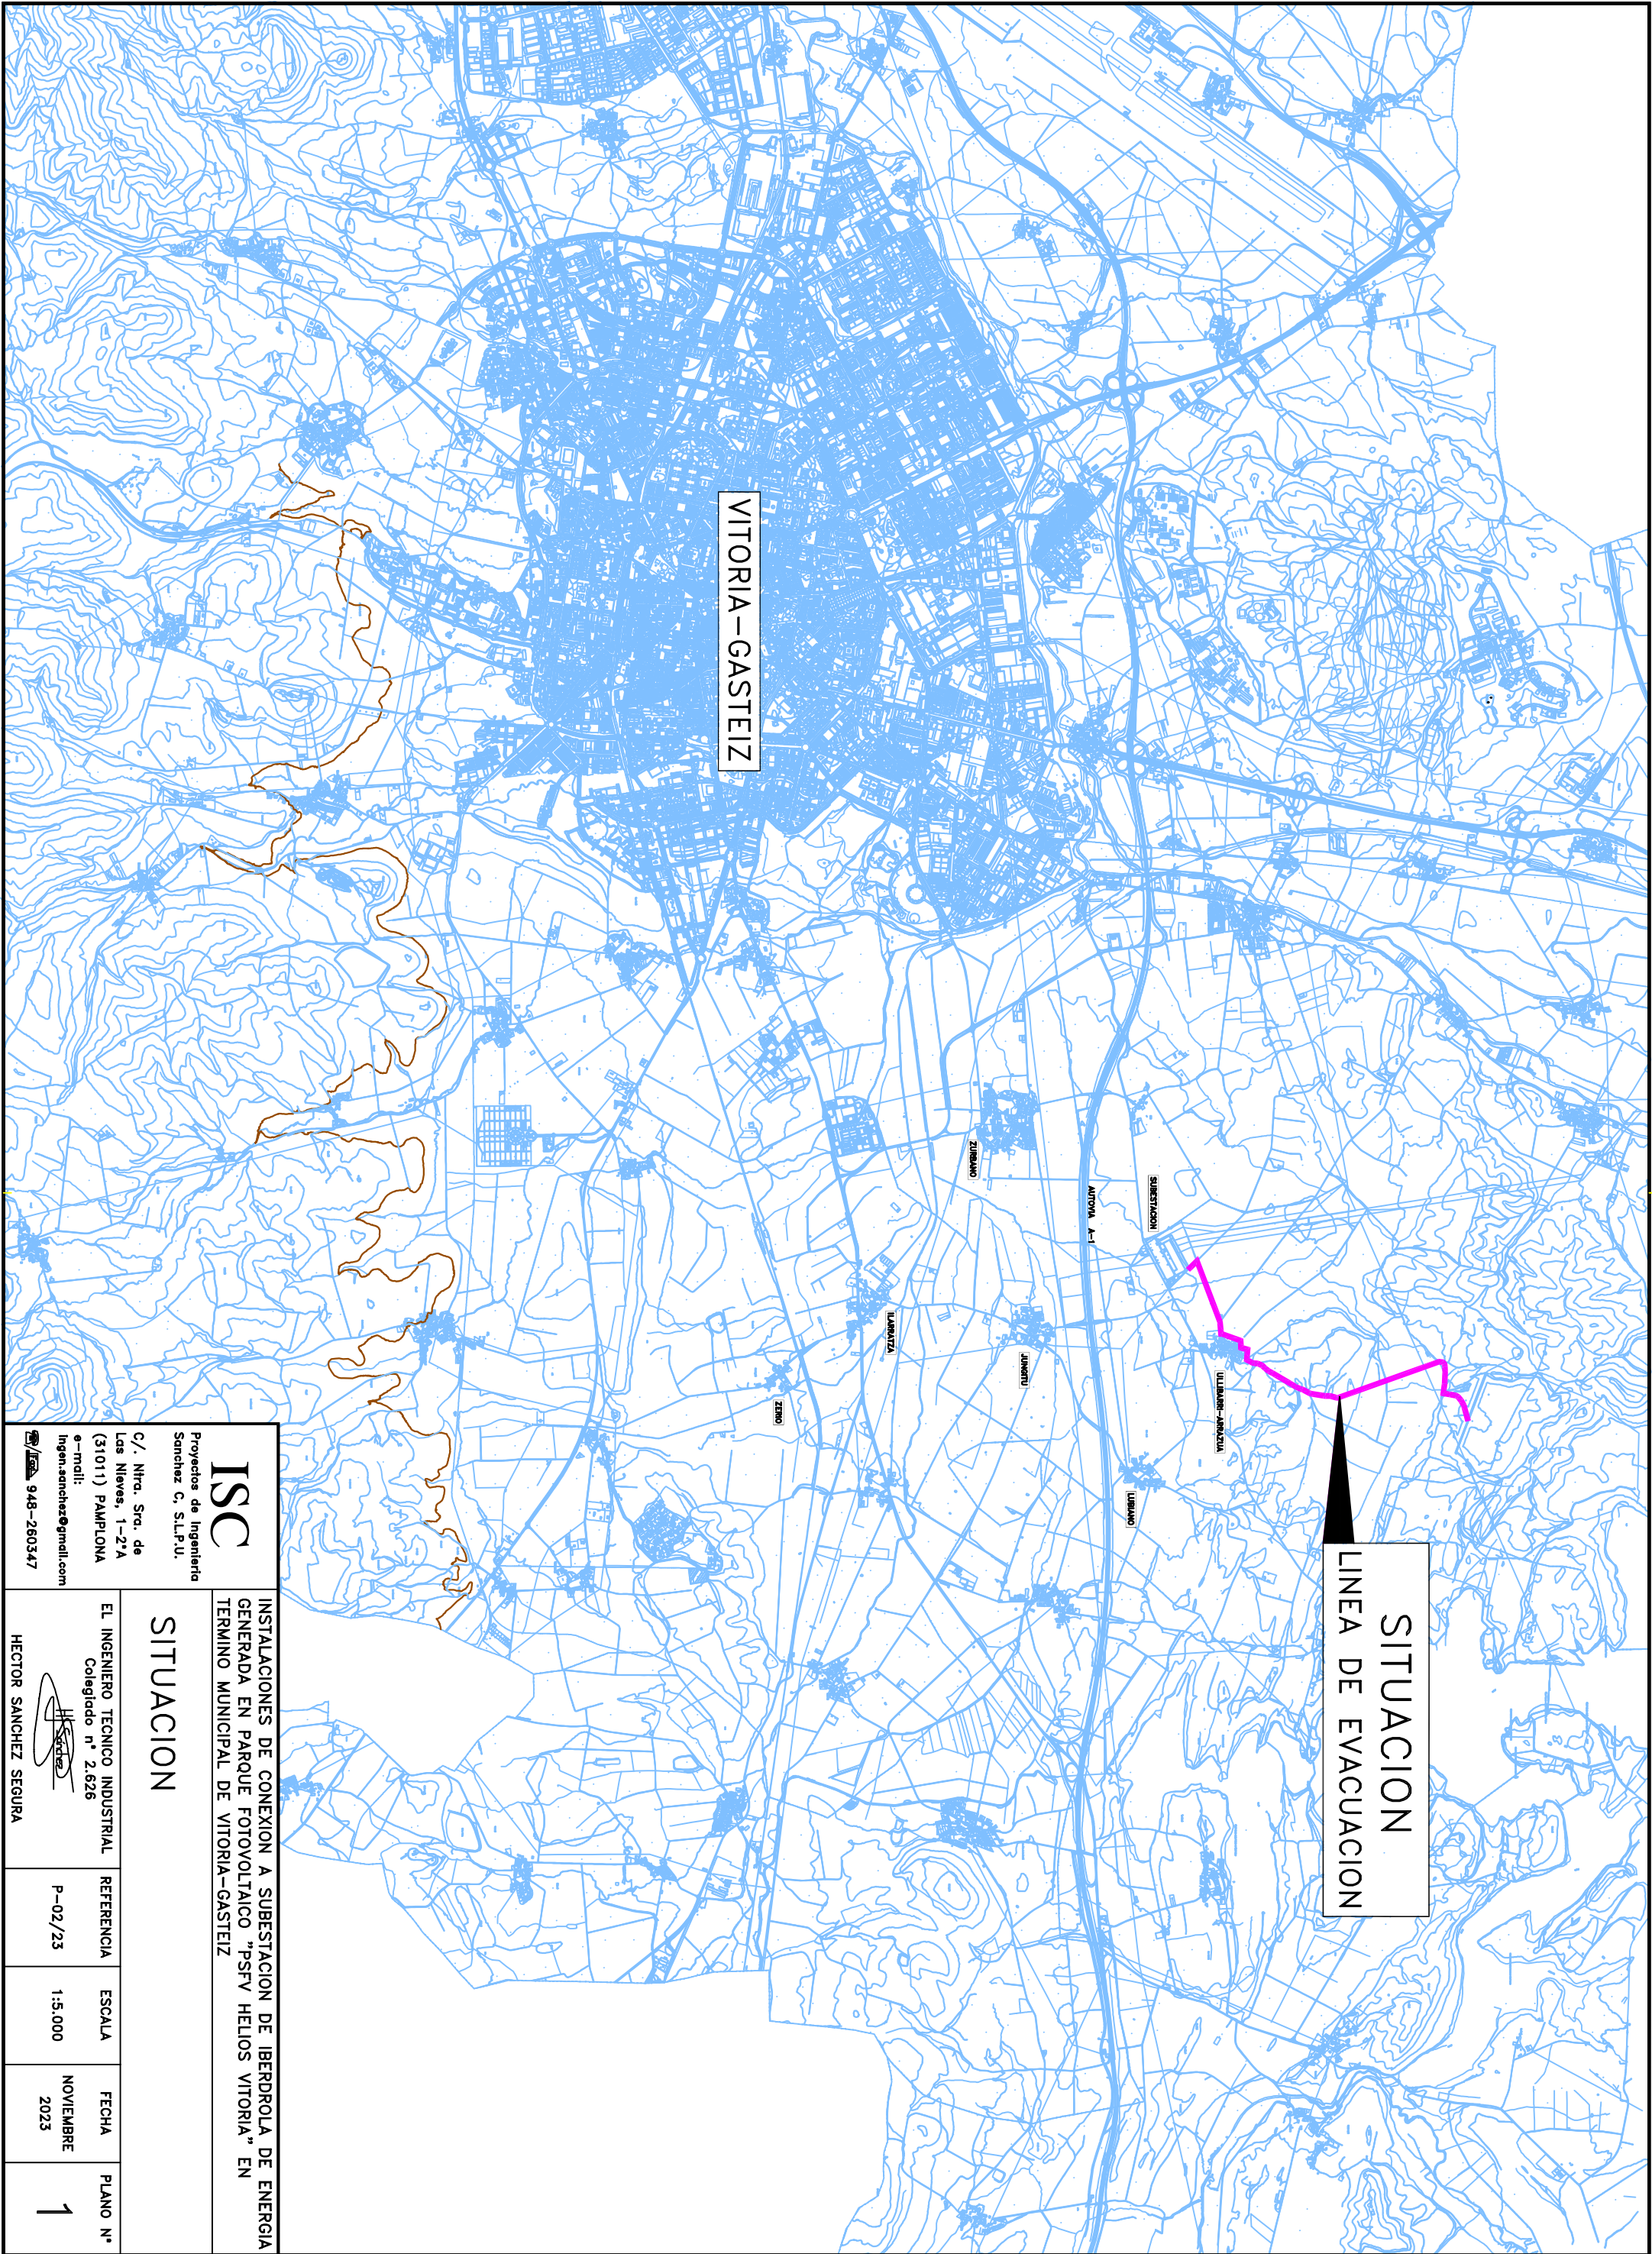 SITUACION
LINEA DE EVACUACION
VITORIA-GASTEIZ
SUBESTACION
AUTOVIA A-1
ZURBANO
ULLIBARRI-ARRAZUA
JUNGITU
ILARRATZA
LUBIANO
ZERIO
ISC
Proyectos de Ingenieria
Sanchez C, S.L.P.U.
C/. Ntra. Sra. de
Las Nieves, 1-2ºA
(31011) PAMPLONA
e-mail:
ingen.sanchez@gmail.com
/Fax. 948-260347
INSTALACIONES DE CONEXION A SUBESTACION DE IBERDROLA DE ENERGIA
GENERADA EN PARQUE FOTOVOLTAICO "PSFV HELIOS VITORIA" EN
TERMINO MUNICIPAL DE VITORIA-GASTEIZ
SITUACION
EL INGENIERO TECNICO INDUSTRIAL
Colegiado nº 2.626
HECTOR SANCHEZ SEGURA
REFERENCIA
P-02/23
ESCALA
1:5.000
FECHA
NOVIEMBRE
2023
PLANO Nº
1